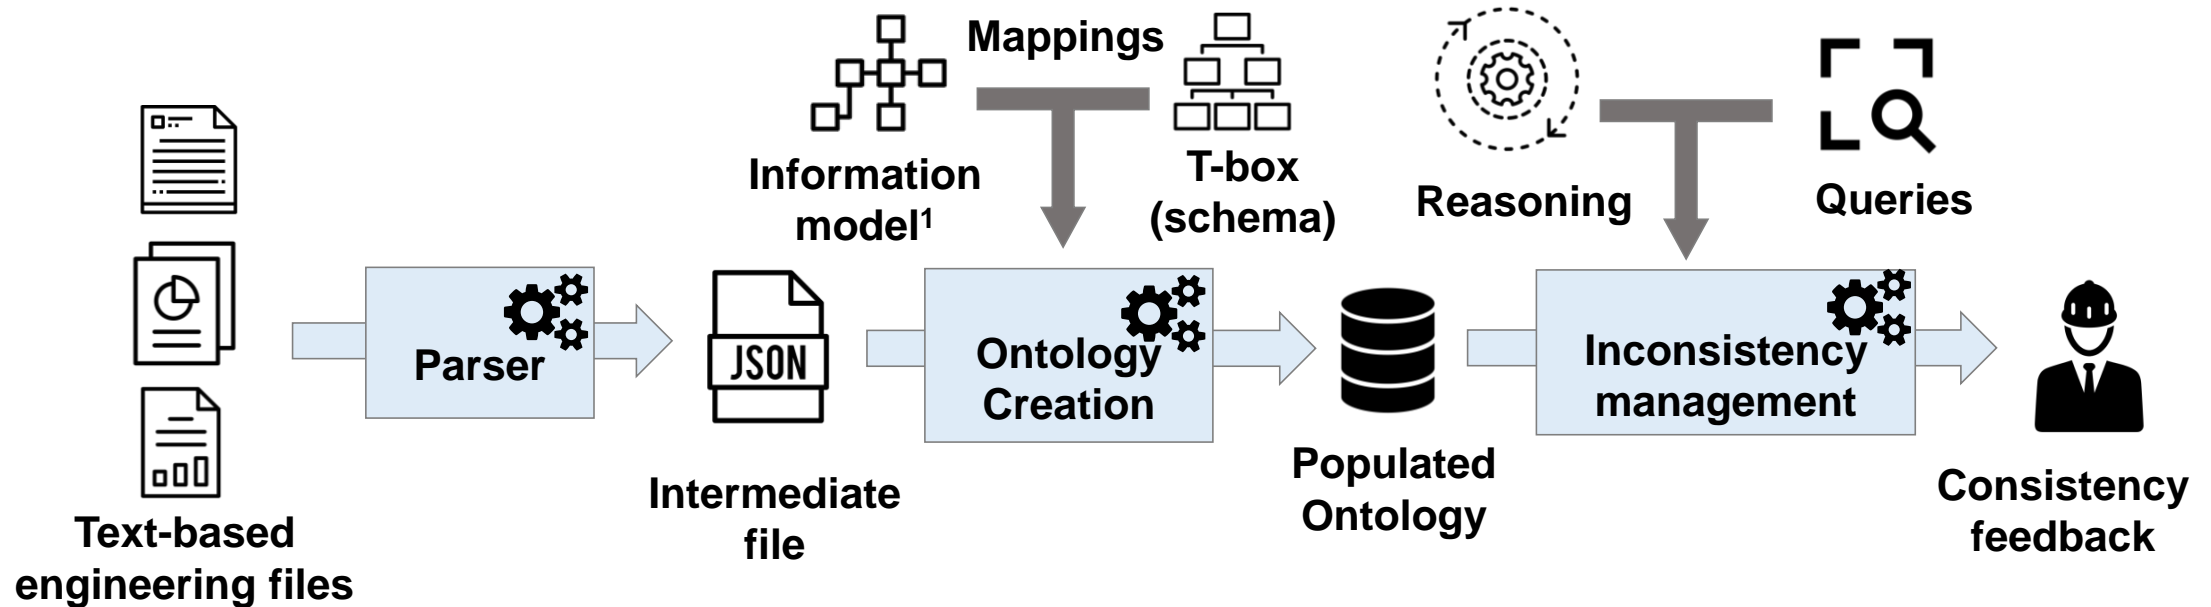 Mappings
Information
model¹
T-box
(schema)
Reasoning
Queries
Parser
JSON
Ontology
Creation
Inconsistency
management
Text-based
engineering files
Intermediate
file
Populated
Ontology
Consistency
feedback